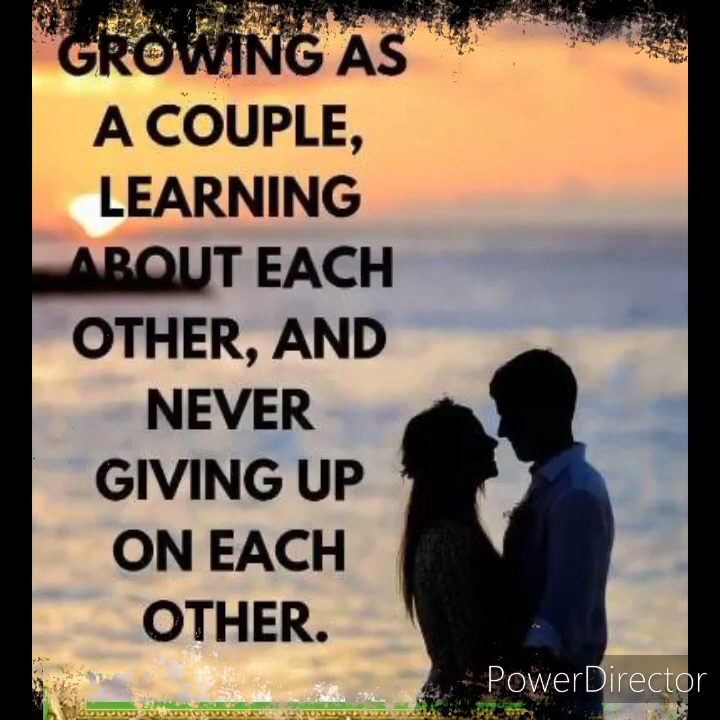 GROWING AS
A COUPLE,
LEARNING
ABOUT EACH
OTHER, AND
NEVER
GIVING UP
ON EACH
OTHER.
PowerDirector